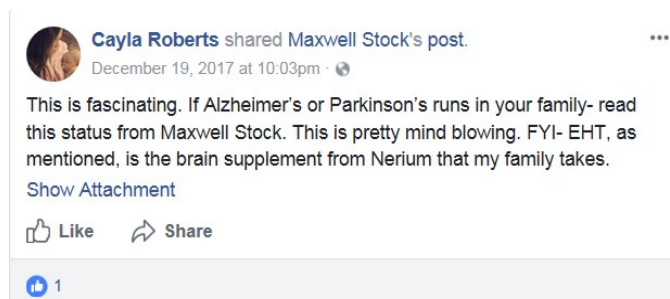 Cayla Roberts shared Maxwell Stock's post.
December 19, 2017 at 10:03pm ·
This is fascinating. If Alzheimer's or Parkinson's runs in your family- read
this status from Maxwell Stock. This is pretty mind blowing. FYI- EHT, as
mentioned, is the brain supplement from Nerium that my family takes.
Show Attachment
Like Share
1